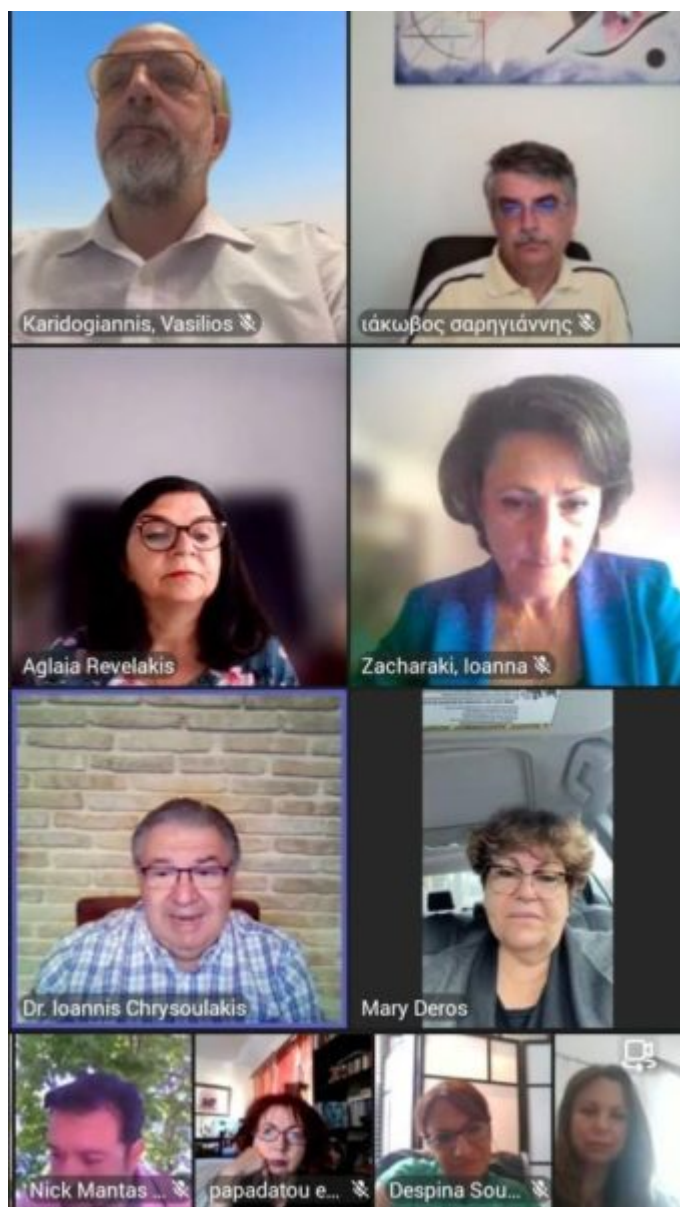 Karidogiannis, Vasilios
ιάκωβος σαρηγιάννης
Aglaia Revelakis
Zacharaki, Ioanna
Dr. Ioannis Chrysoulakis
Mary Deros
Nick Mantas ...
papadatou e...
Despina Sou...